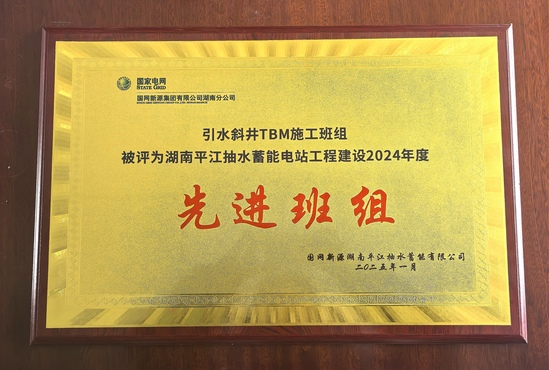 国家电网
STATE GRID
国网新源集团有限公司湖南分公司
引水斜井TBM施工班组
被评为湖南平江抽水蓄能电站工程建设2024年度
先进班组
国网新源湖南平江抽水蓄能有限公司
二〇二五年一月